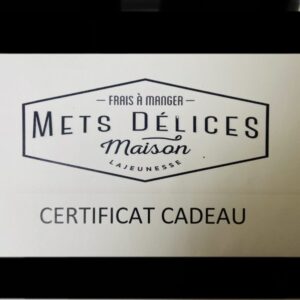 FRAIS À MANGER
METS DÉLICES
Maison
LAJEUNESSE
CERTIFICAT CADEAU